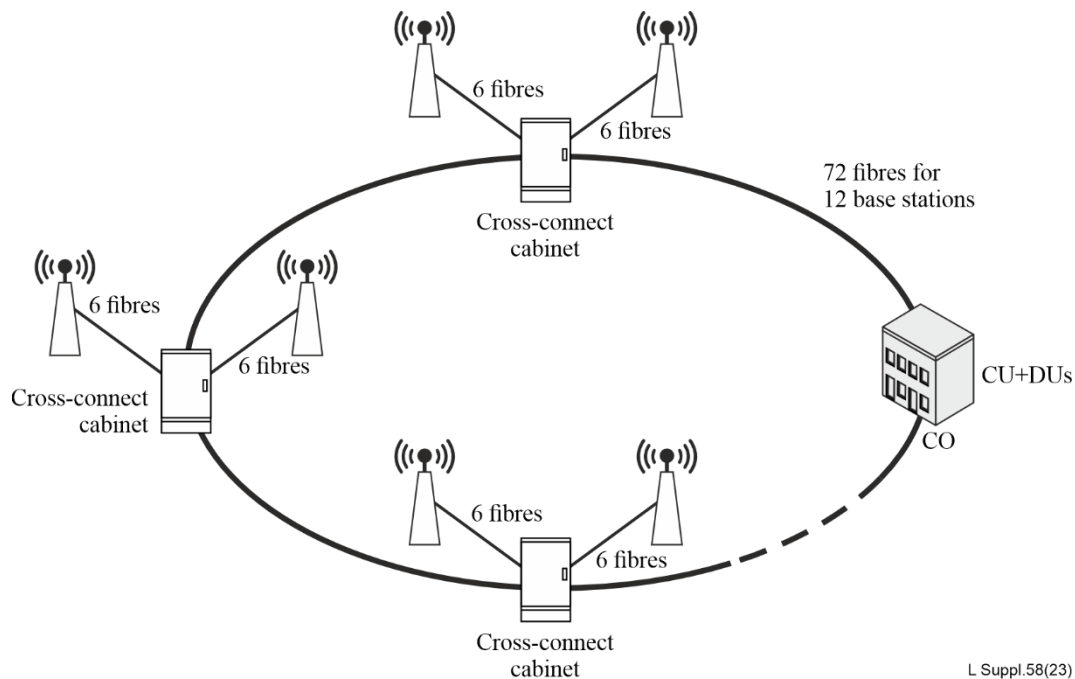 6 fibres
6 fibres
72 fibres for
12 base stations
Cross-connect
cabinet
6 fibres
6 fibres
Cross-connect
cabinet
CU+DUs
CO
6 fibres
6 fibres
Cross-connect
cabinet
L Suppl.58(23)